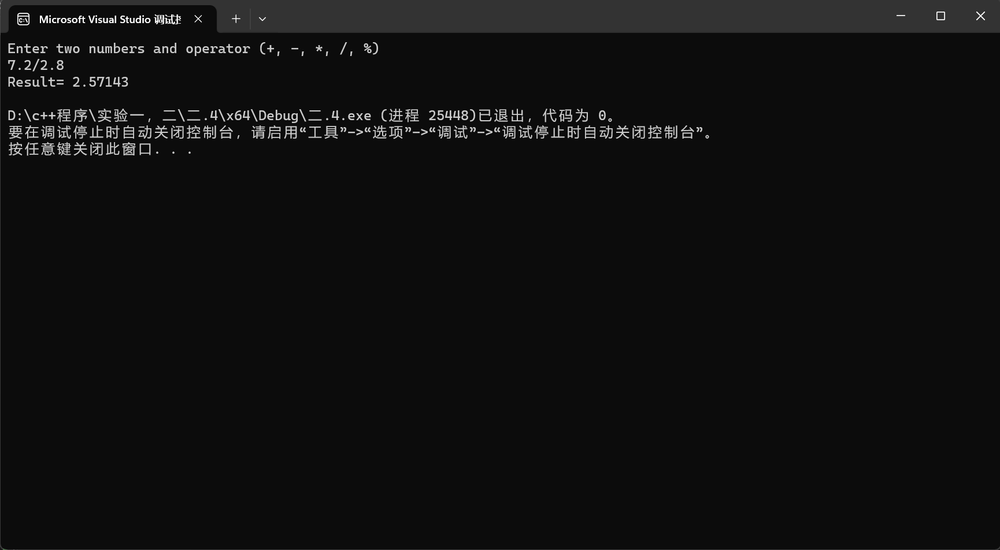 Microsoft Visual Studio 调试
Enter two numbers and operator (+, -, *, /, %)
7.2/2.8
Result= 2.57143
D:\c++程序\实验一, 二\二.4\x64\Debug\二.4.exe (进程 25448)已退出，代码为 0。
要在调试停止时自动关闭控制台，请启用“工具”->“选项”->“调试”->“调试停止时自动关闭控制台”。
按任意键关闭此窗口. . .